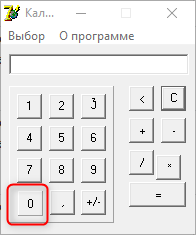 Кал...
Выбор О программе
1 2 3 < C
4 5 6 + -
7 8 9 / *
0 , +/- =